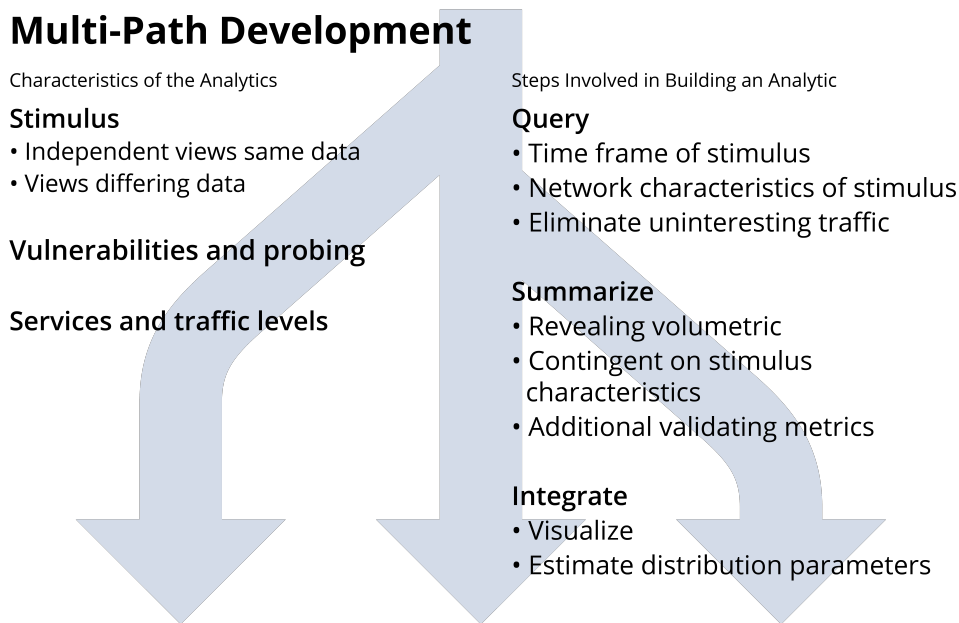 Multi-Path Development
Characteristics of the Analytics
Stimulus
• Independent views same data
• Views differing data
Vulnerabilities and probing
Services and traffic levels
Steps Involved in Building an Analytic
Query
• Time frame of stimulus
• Network characteristics of stimulus
• Eliminate uninteresting traffic
Summarize
• Revealing volumetric
• Contingent on stimulus
characteristics
• Additional validating metrics
Integrate
• Visualize
• Estimate distribution parameters